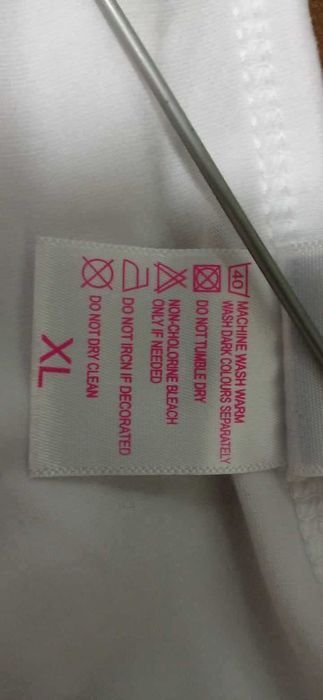 40
MACHINE WASH WARM
WASH DARK COLOURS SEPARATELY
DO NOT TUMBLE DRY
NON-CHOLORINE BLEACH
ONLY IF NEEDED
DO NOT IRON IF DECORATED
DO NOT DRY CLEAN
XL